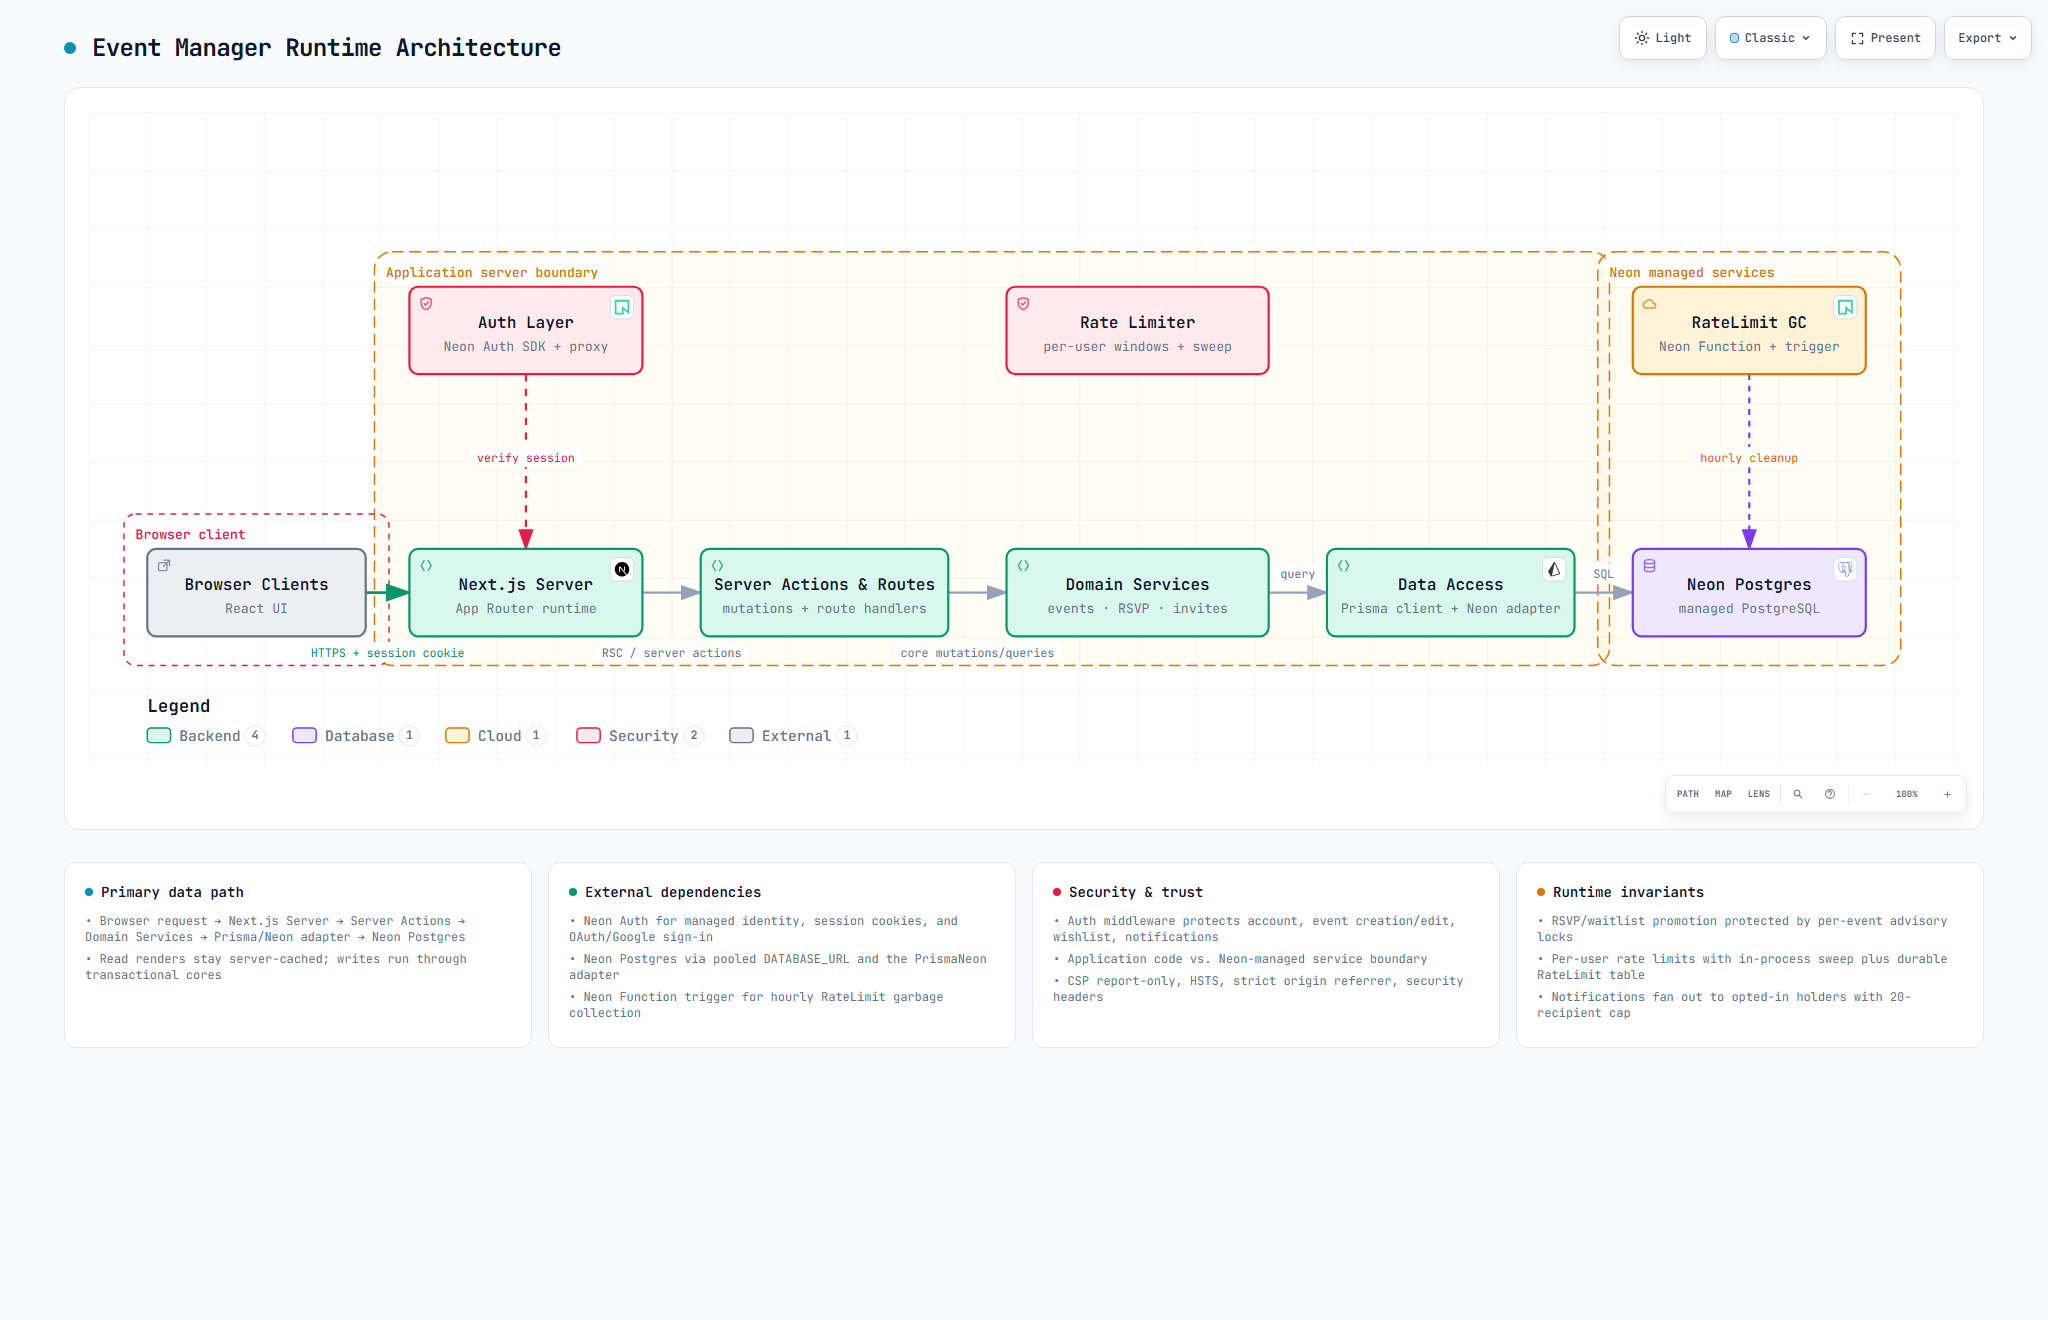 Event Manager Runtime Architecture
Light
Classic
Present
Export
Application server boundary
Neon managed services
Auth Layer
Neon Auth SDK + proxy
Rate Limiter
per-user windows + sweep
RateLimit GC
Neon Function + trigger
verify session
hourly cleanup
Browser client
Browser Clients
React UI
Next.js Server
App Router runtime
Server Actions & Routes
mutations + route handlers
Domain Services
events · RSVP · invites
query
Data Access
Prisma client + Neon adapter
SQL
Neon Postgres
managed PostgreSQL
HTTPS + session cookie
RSC / server actions
core mutations/queries
Legend
Backend 4
Database 1
Cloud 1
Security 2
External 1
PATH
MAP
LENS
100%
Primary data path
• Browser request → Next.js Server → Server Actions →
Domain Services → Prisma/Neon adapter → Neon Postgres
• Read renders stay server-cached; writes run through
transactional cores
External dependencies
• Neon Auth for managed identity, session cookies, and
OAuth/Google sign-in
• Neon Postgres via pooled DATABASE_URL and the PrismaNeon
adapter
• Neon Function trigger for hourly RateLimit garbage
collection
Security & trust
• Auth middleware protects account, event creation/edit,
wishlist, notifications
• Application code vs. Neon-managed service boundary
• CSP report-only, HSTS, strict origin referrer, security
headers
Runtime invariants
• RSVP/waitlist promotion protected by per-event advisory
locks
• Per-user rate limits with in-process sweep plus durable
RateLimit table
• Notifications fan out to opted-in holders with 20-
recipient cap